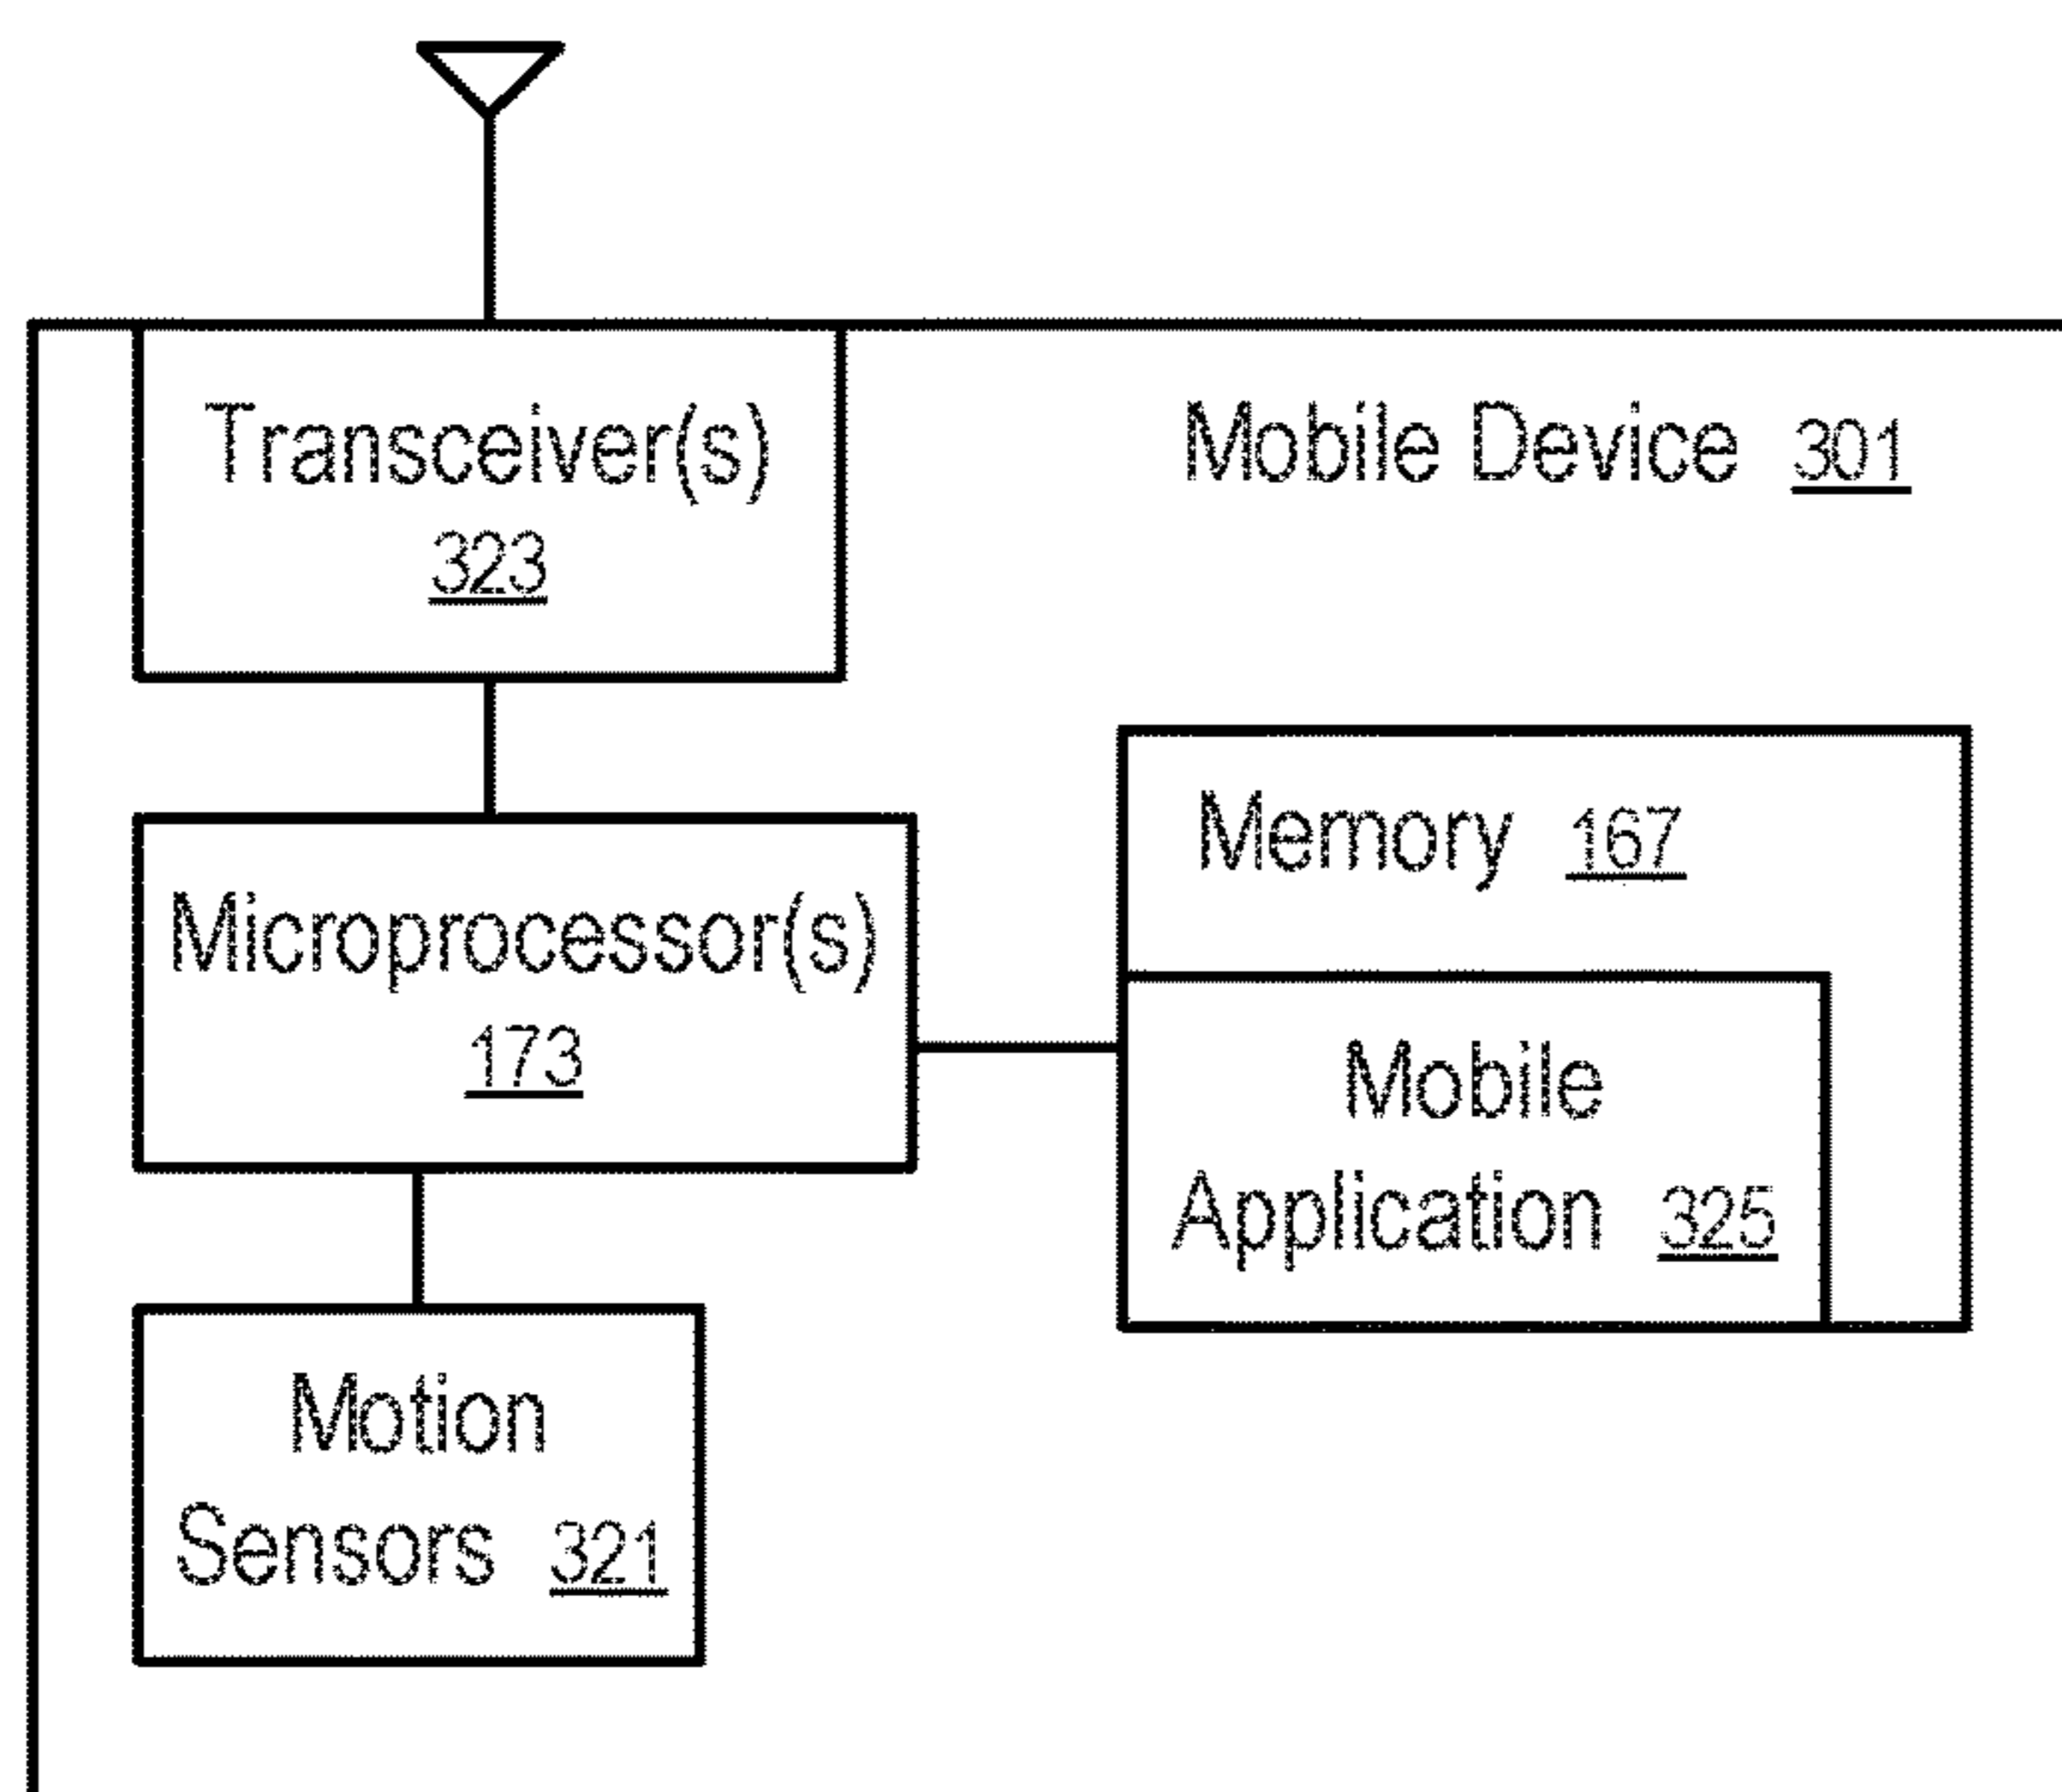 Transceiver(s)
323
Mobile Device 301
Memory 167
Microprocessor(s)
173
Mobile
Application 325
Motion
Sensors 321